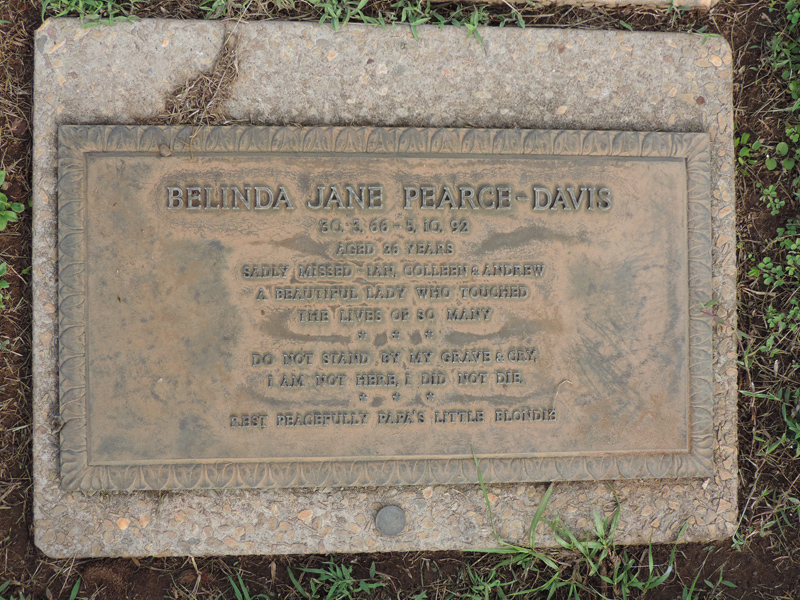 BELINDA JANE PEARCE-DAVIS
30, 3, 66 - 5, 10, 92
AGED 26 YEARS
SADLY MISSED IAN, COLLEEN & ANDREW
A BEAUTIFUL LADY WHO TOUCHED
THE LIVES OF SO MANY
* * *
DO NOT STAND BY MY GRAVE & CRY,
I AM NOT HERE, I DID NOT DIE.
* * *
REST PEACEFULLY PAPA'S LITTLE BLONDIE